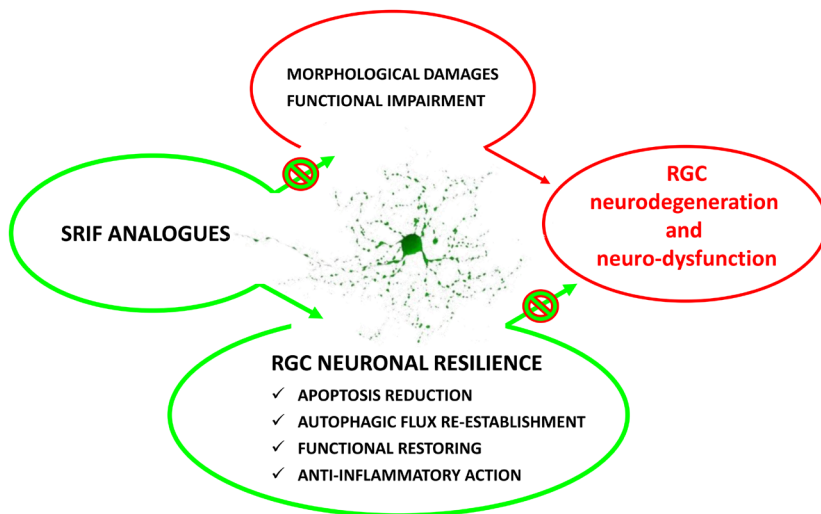 MORPHOLOGICAL DAMAGES
FUNCTIONAL IMPAIRMENT
SRIF ANALOGUES
RGC
neurodegeneration
and
neuro-dysfunction
RGC NEURONAL RESILIENCE
✓ APOPTOSIS REDUCTION
✓ AUTOPHAGIC FLUX RE-ESTABLISHMENT
✓ FUNCTIONAL RESTORING
✓ ANTI-INFLAMMATORY ACTION